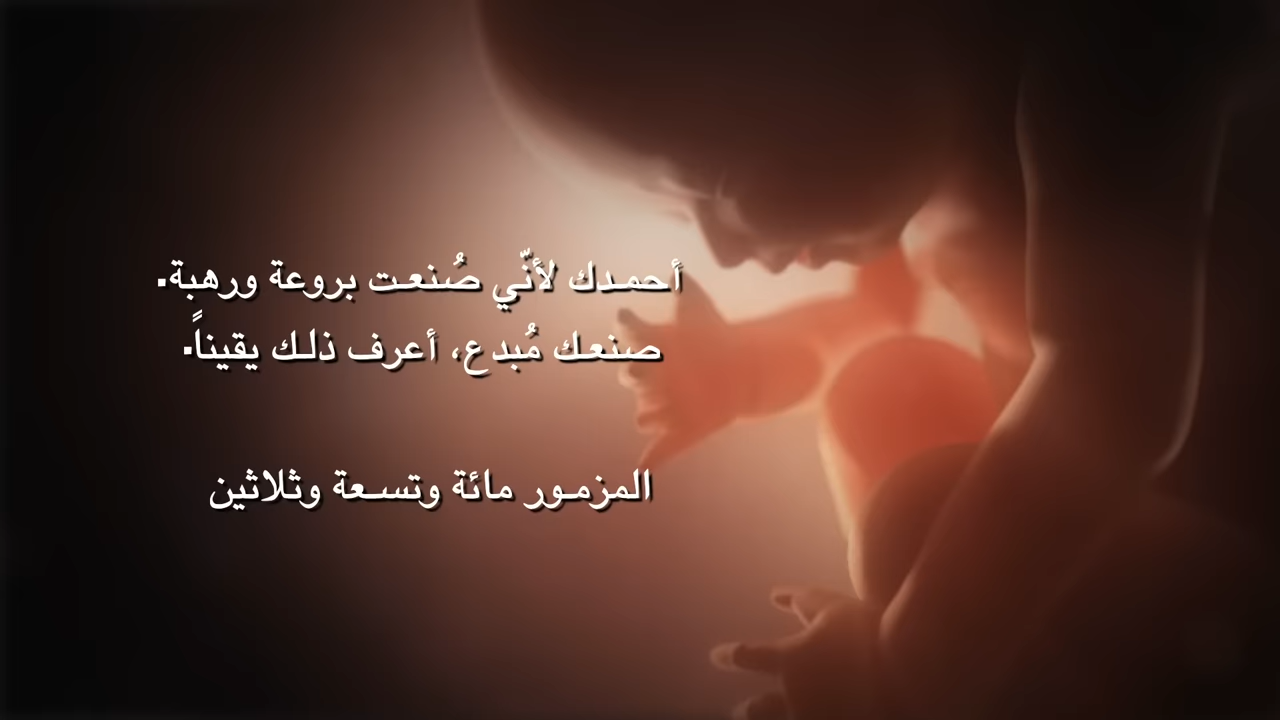 أحمدك لأنّي صُنعت بروعة ورهبة.
صنعك مُبدع، أعرف ذلك يقيناً.
المزمور مائة وتسعة وثلاثين